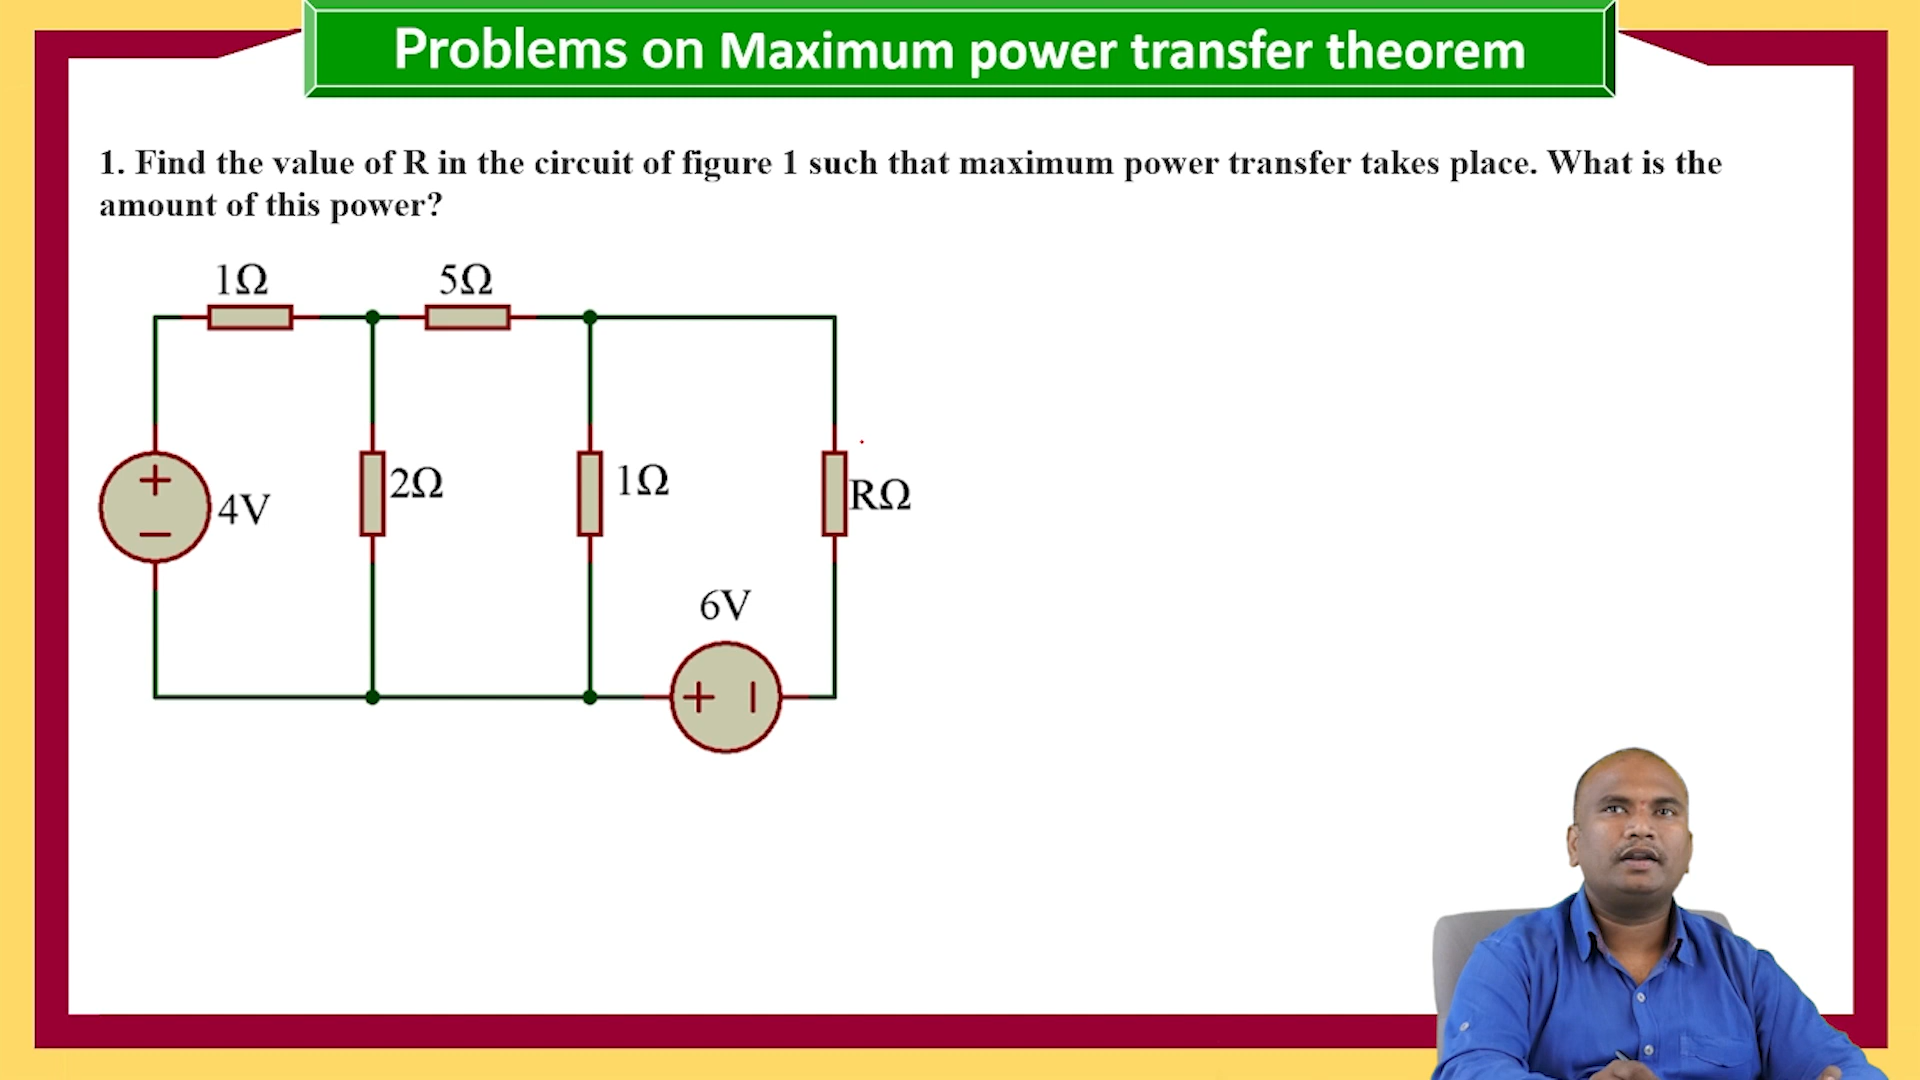 Problems on Maximum power transfer theorem
1. Find the value of R in the circuit of figure 1 such that maximum power transfer takes place. What is the
amount of this power?
1Ω
5Ω
4V
2Ω
1Ω
RΩ
6V